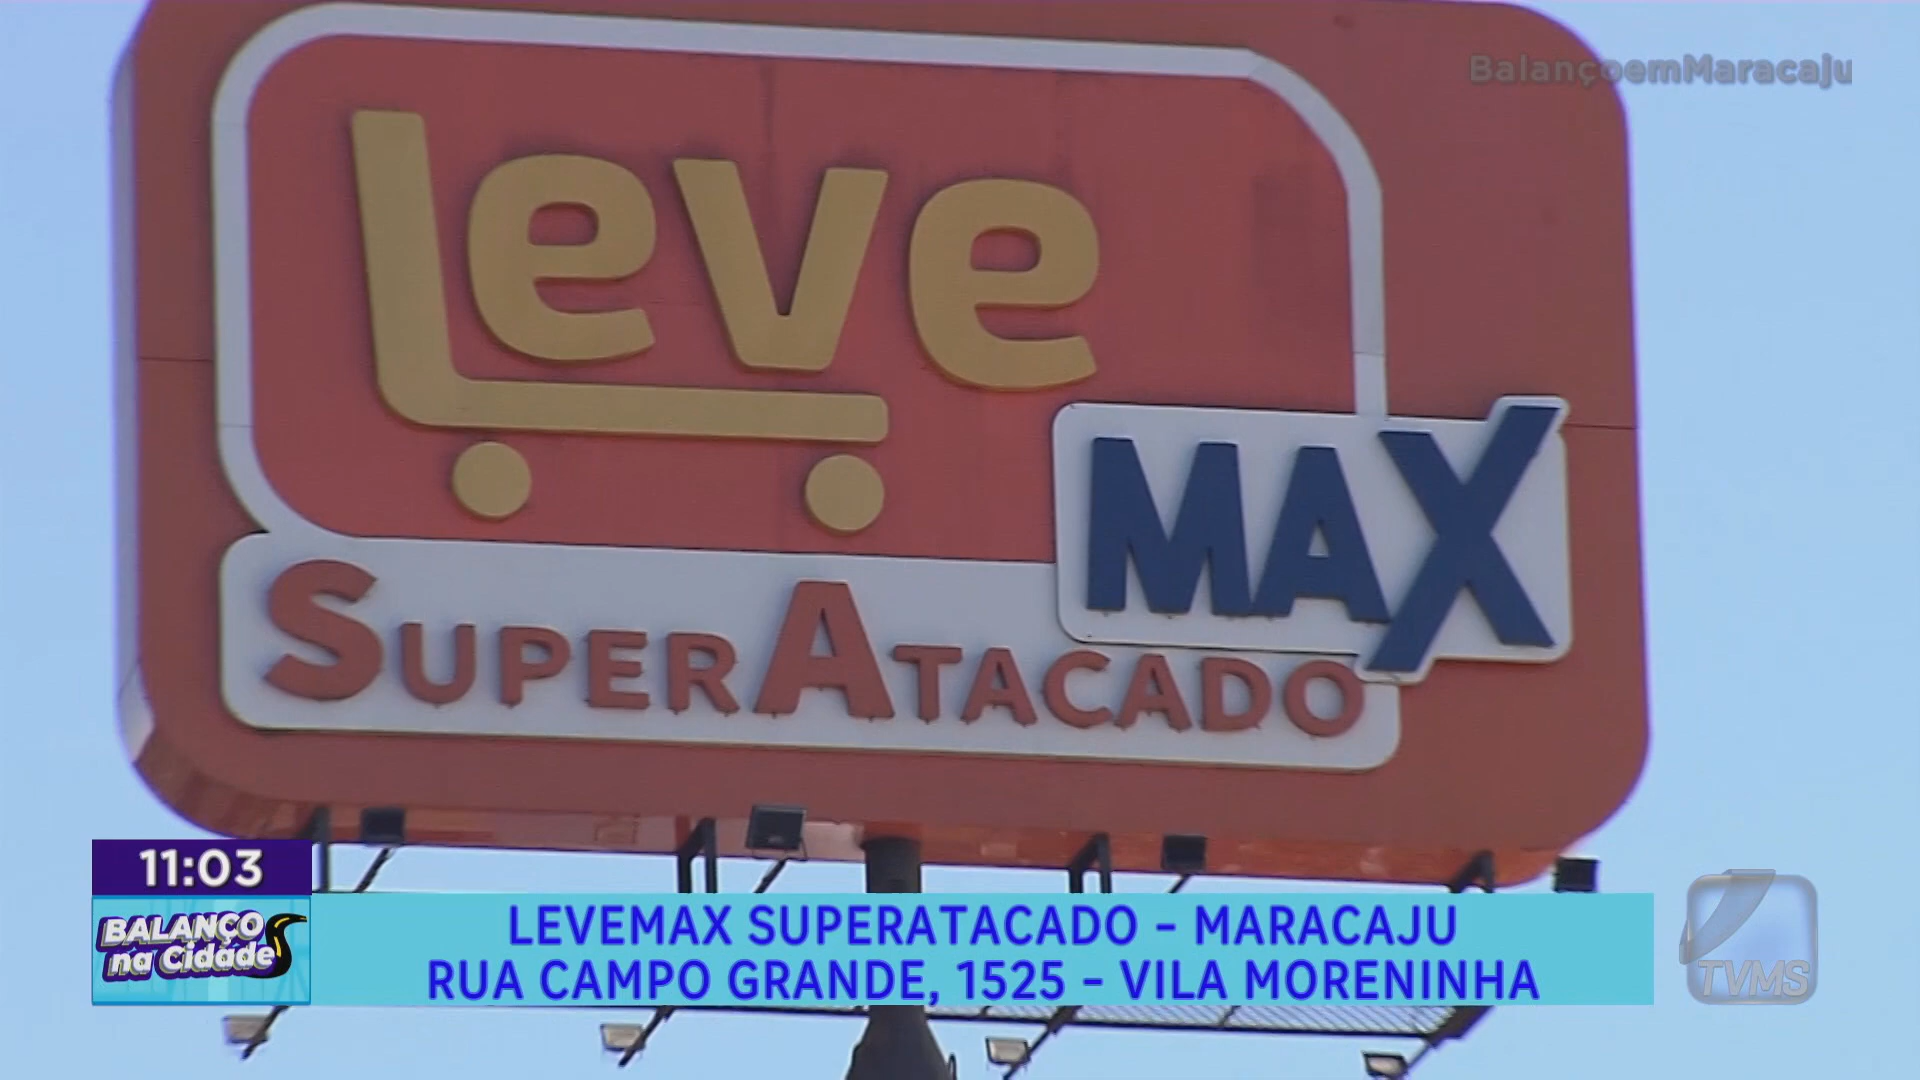 BalançoemMaracaju
Leve
MAX
SUPERATACADO
11:03
BALANÇO
na Cidade
LEVEMAX SUPERATACADO - MARACAJU
RUA CAMPO GRANDE, 1525 - VILA MORENINHA
TVMS